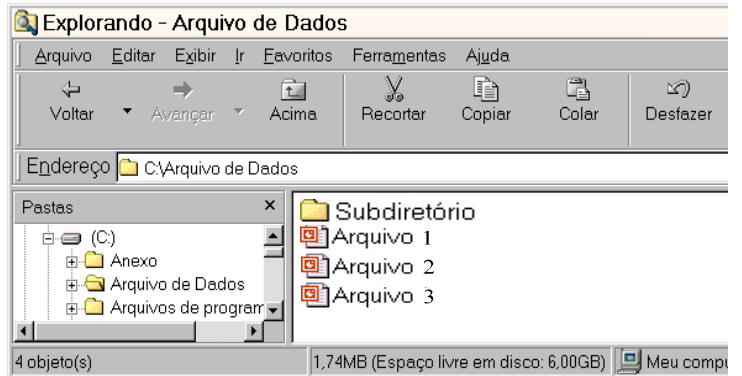 Explorando - Arquivo de Dados
Arquivo Editar Exibir Ir Favoritos Ferramentas Ajuda
Voltar Avançar Acima Recortar Copiar Colar Desfazer
Endereço C:\Arquivo de Dados
Pastas
(C:)
Anexo
Arquivo de Dados
Arquivos de program
Subdiretório
Arquivo 1
Arquivo 2
Arquivo 3
4 objeto(s) 1,74MB (Espaço livre em disco: 6,00GB) Meu compu